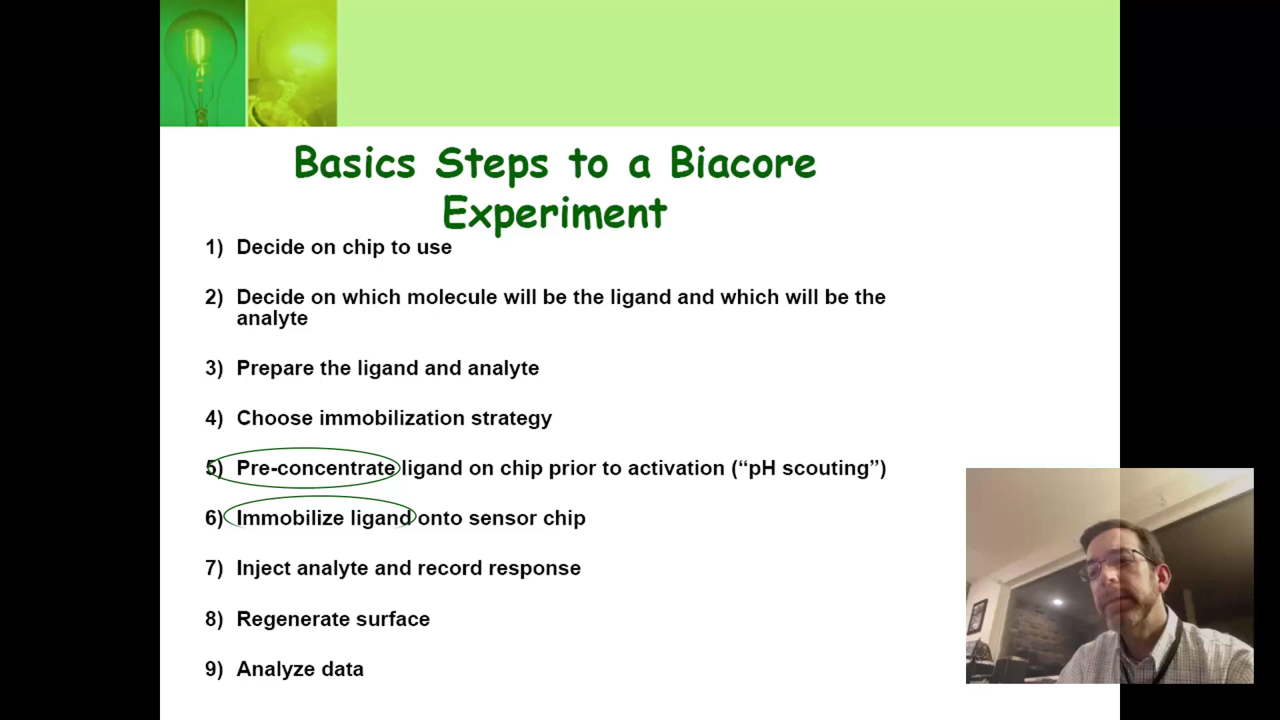 Basics Steps to a Biacore
Experiment
1) Decide on chip to use
2) Decide on which molecule will be the ligand and which will be the
analyte
3) Prepare the ligand and analyte
4) Choose immobilization strategy
5) Pre-concentrate ligand on chip prior to activation (“pH scouting”)
6) Immobilize ligand onto sensor chip
7) Inject analyte and record response
8) Regenerate surface
9) Analyze data